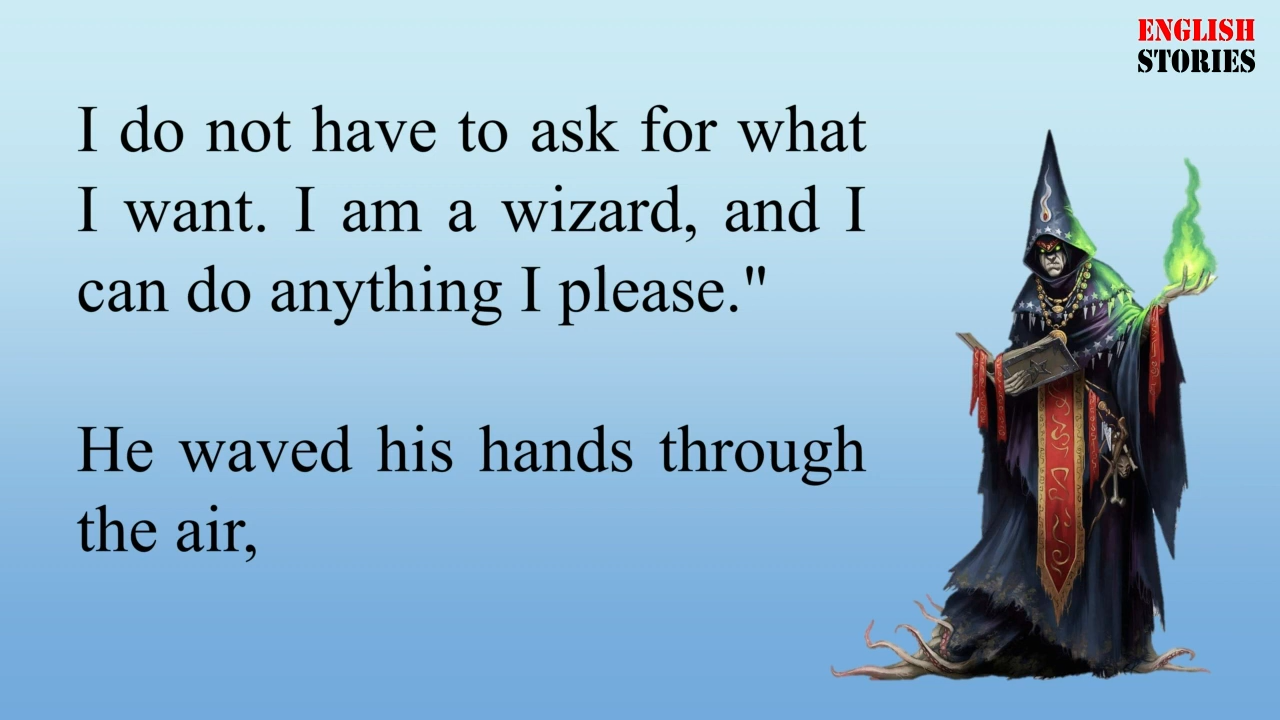 ENGLISH
STORIES
I do not have to ask for what
I want. I am a wizard, and I
can do anything I please."
He waved his hands through
the air,